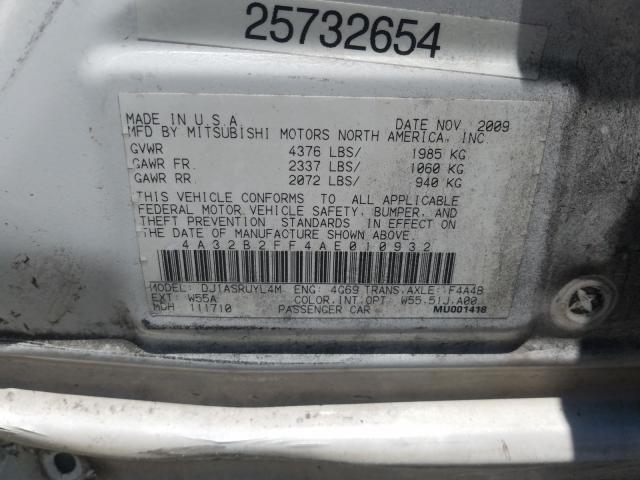 25732654
MADE IN U.S.A. DATE NOV 2009
MFD BY MITSUBISHI MOTORS NORTH AMERICA, INC.
GVWR 4376 LBS/ 1985 KG
GAWR FR 2337 LBS/ 1060 KG
GAWR RR 2072 LBS/ 940 KG
THIS VEHICLE CONFORMS TO ALL APPLICABLE
FEDERAL MOTOR VEHICLE SAFETY, BUMPER, AND
THEFT PREVENTION STANDARDS IN EFFECT ON
THE DATE OF MANUFACTURE SHOWN ABOVE.
4A32B2FF4AE010932
MODEL: DJ1ASRUYL4M ENG: 4G69 TRANS.AXLE: F4A4B
EXT: W55A COLOR.INT.OPT W55.51J.A00
MDH 111710 PASSENGER CAR MU001418